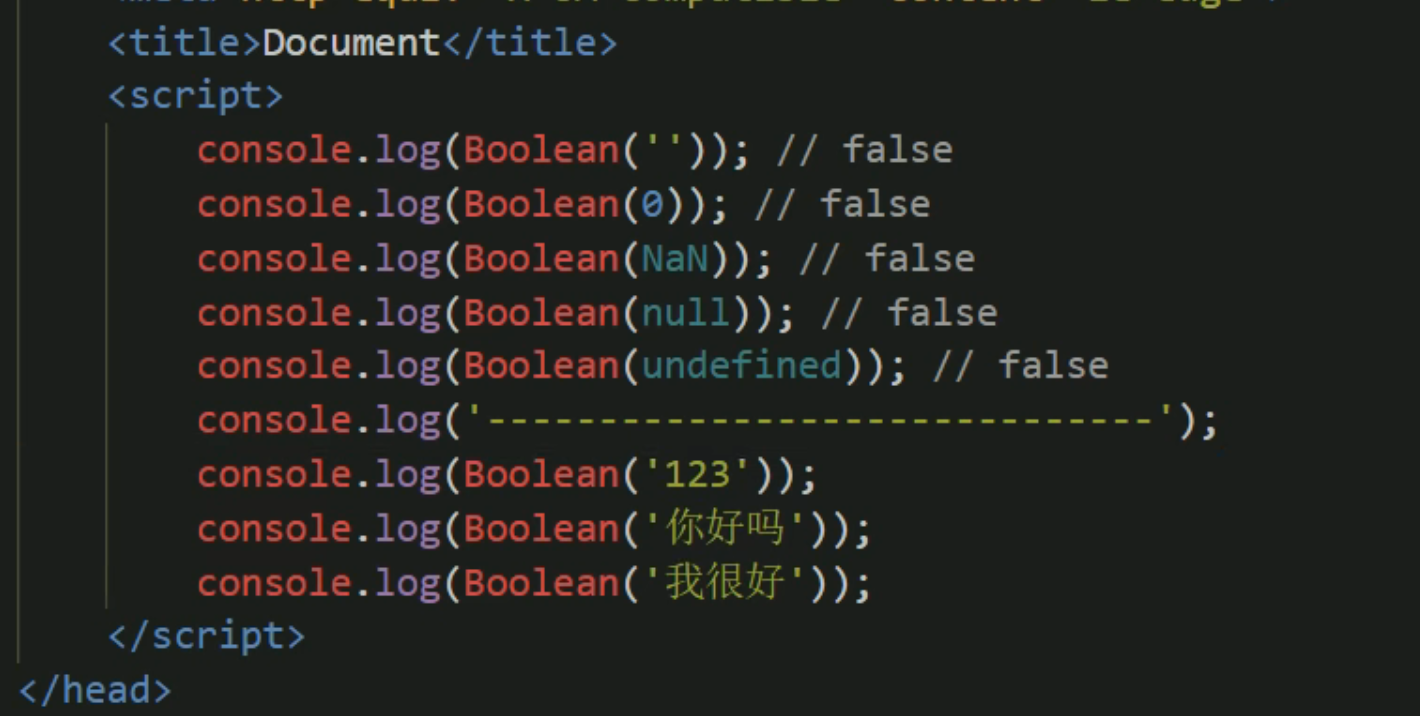 <title>Document</title>
<script>
console.log(Boolean('')); // false
console.log(Boolean(0)); // false
console.log(Boolean(NaN)); // false
console.log(Boolean(null)); // false
console.log(Boolean(undefined)); // false
console.log('------------------------------');
console.log(Boolean('123'));
console.log(Boolean('你好吗'));
console.log(Boolean('我很好'));
</script>
</head>